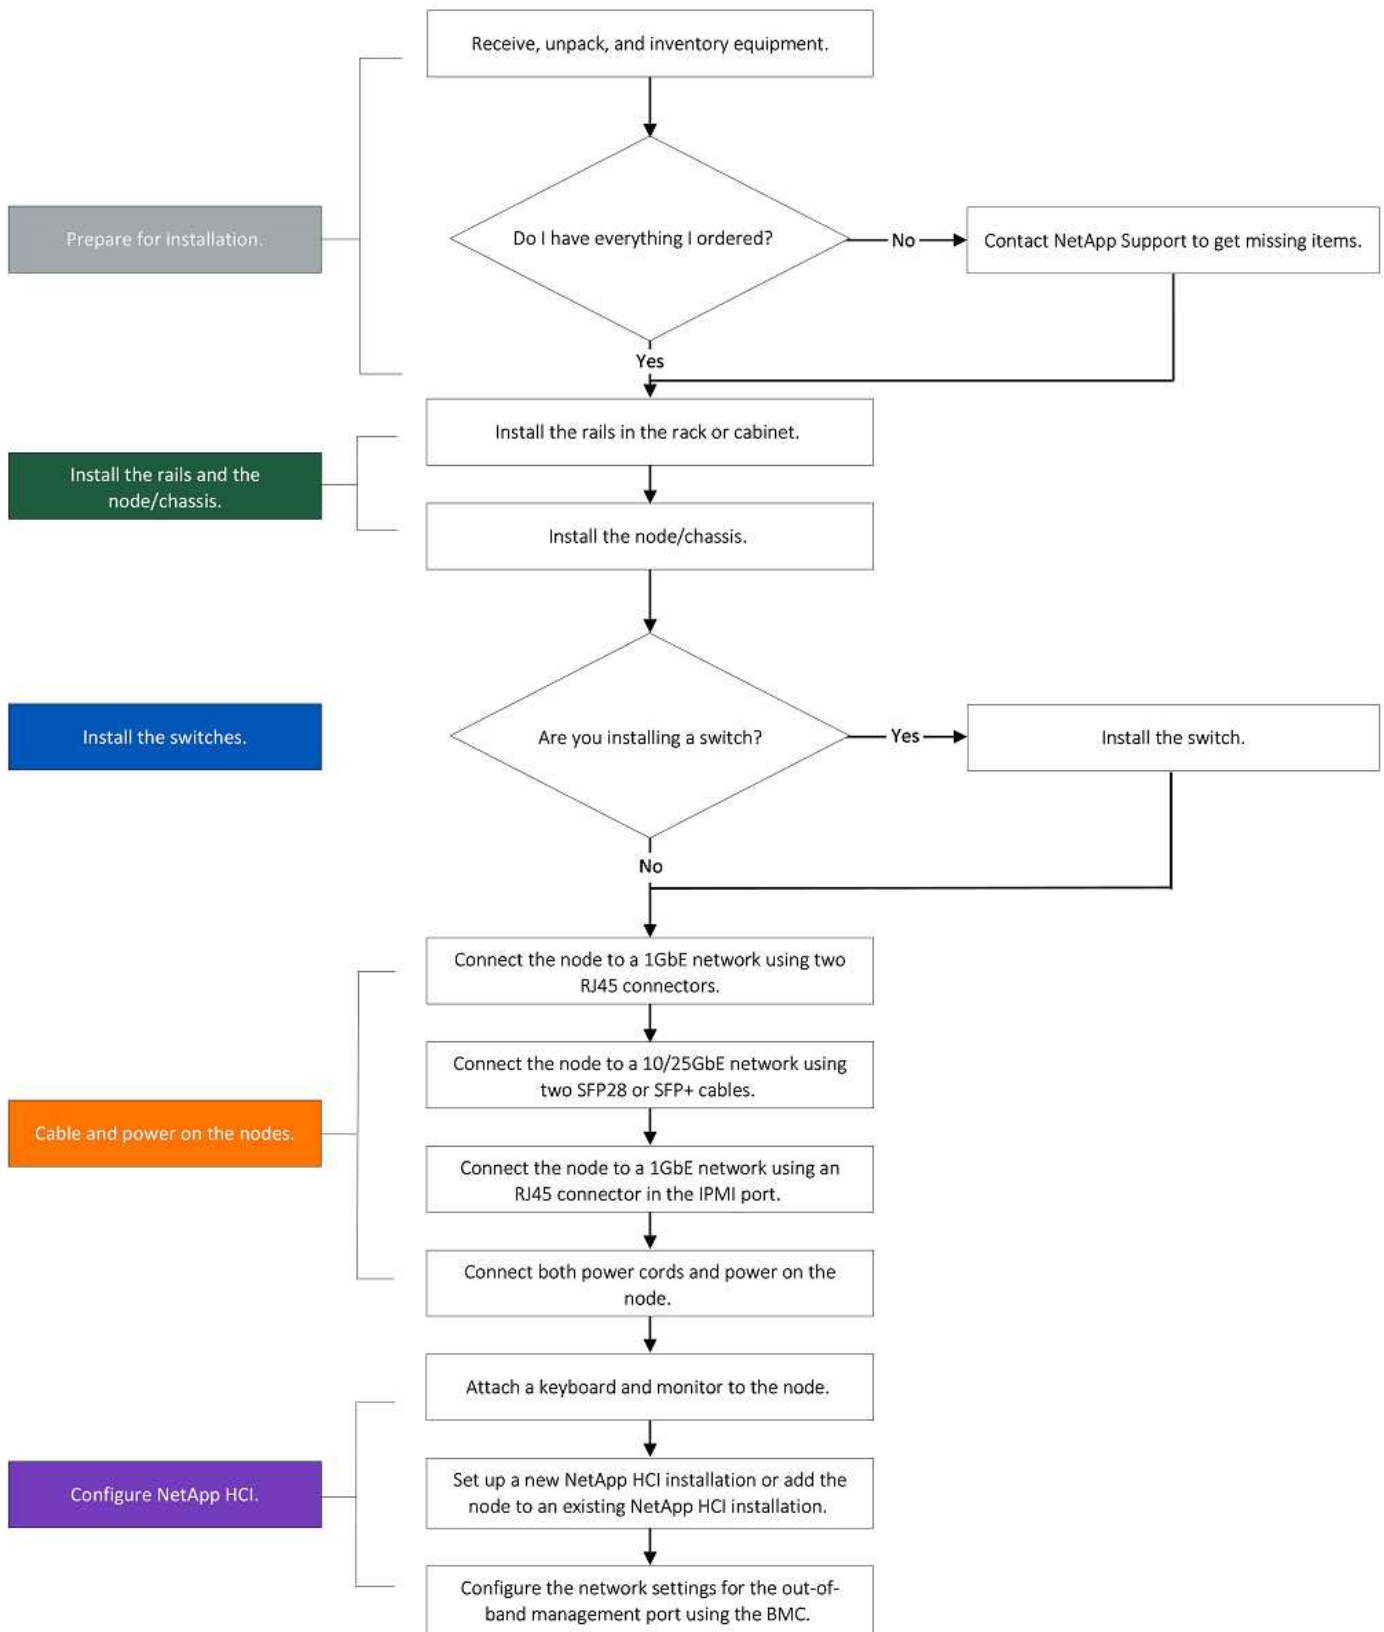 Receive, unpack, and inventory equipment.
Prepare for installation.
Do I have everything I ordered?
No
Contact NetApp Support to get missing items.
Yes
Install the rails in the rack or cabinet.
Install the rails and the
node/chassis.
Install the node/chassis.
Install the switches.
Are you installing a switch?
Yes
Install the switch.
No
Connect the node to a 1GbE network using two
RJ45 connectors.
Connect the node to a 10/25GbE network using
two SFP28 or SFP+ cables.
Cable and power on the nodes.
Connect the node to a 1GbE network using an
RJ45 connector in the IPMI port.
Connect both power cords and power on the
node.
Attach a keyboard and monitor to the node.
Configure NetApp HCI.
Set up a new NetApp HCI installation or add the
node to an existing NetApp HCI installation.
Configure the network settings for the out-of-
band management port using the BMC.